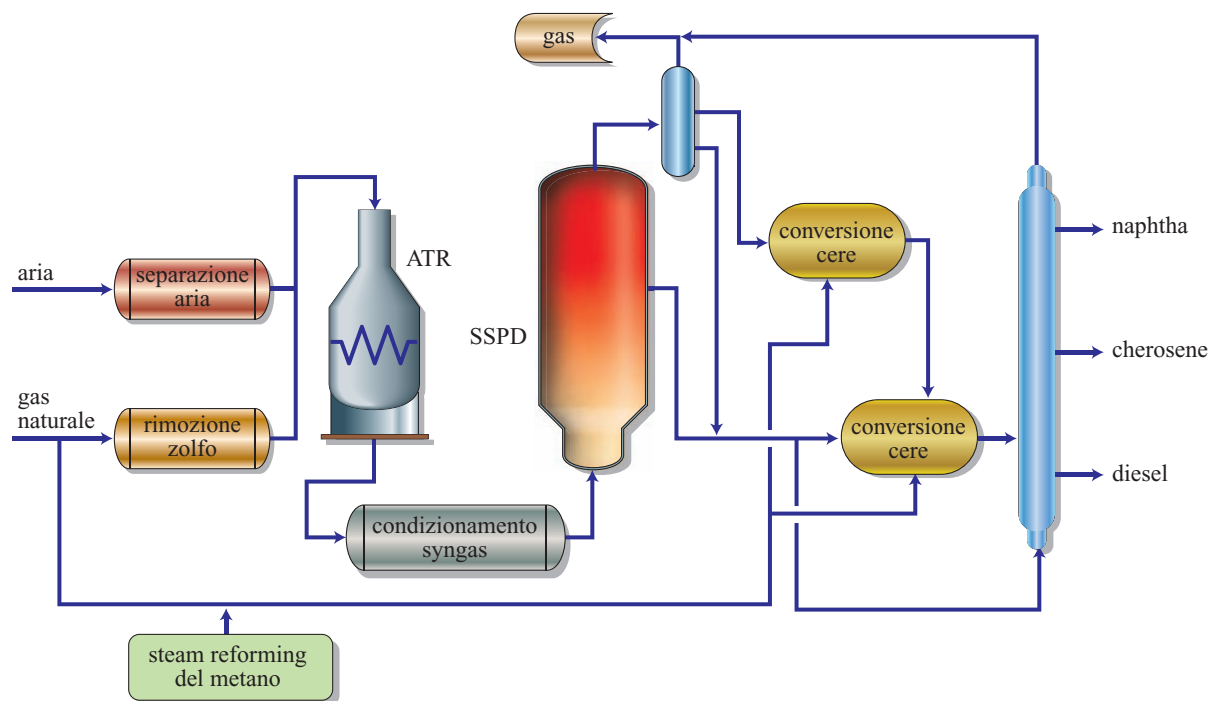 gas
ATR
conversione
cere
naphtha
aria
separazione
aria
SSPD
cherosene
gas
naturale
rimozione
zolfo
conversione
cere
diesel
condizionamento
syngas
steam reforming
del metano